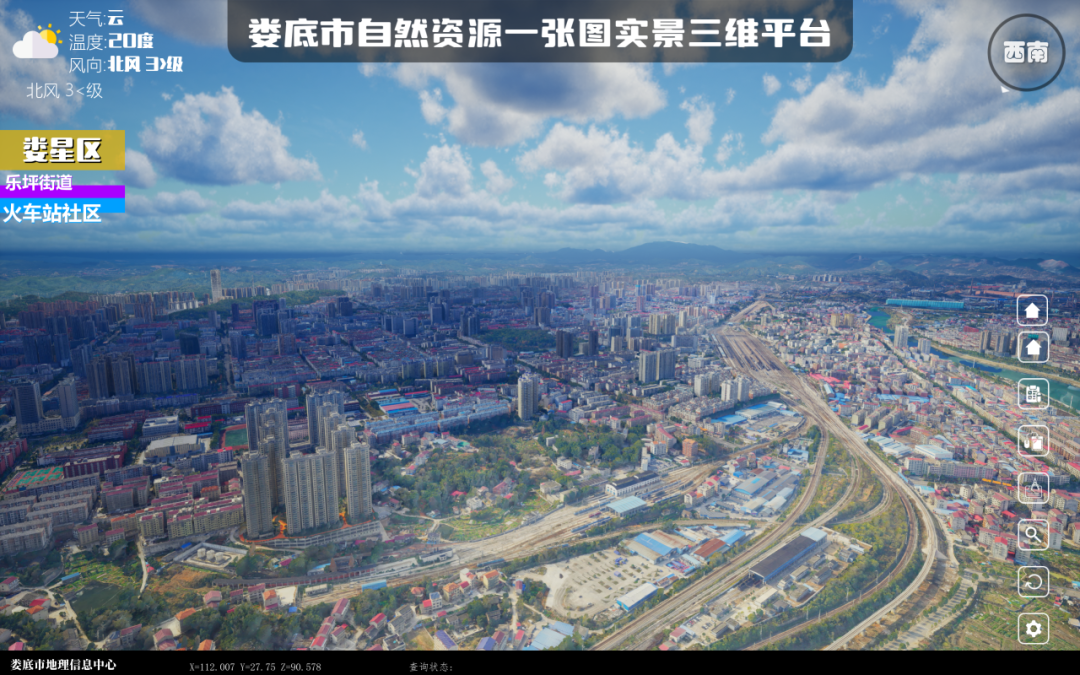 天气:云
温度:20度
风向:北风 3>级
北风 3<级
娄底市自然资源一张图实景三维平台
西南
娄星区
乐坪街道
火车站社区
娄底市地理信息中心
X=112.007 Y=27.75 Z=90.578
查询状态: